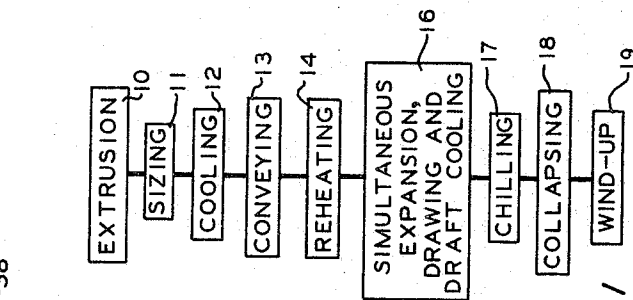 EXTRUSION
10
SIZING
11
COOLING
12
CONVEYING
13
REHEATING
14
SIMULTANEOUS
EXPANSION,
DRAWING AND
DRAFT COOLING
16
CHILLING
17
COLLAPSING
18
WIND-UP
19